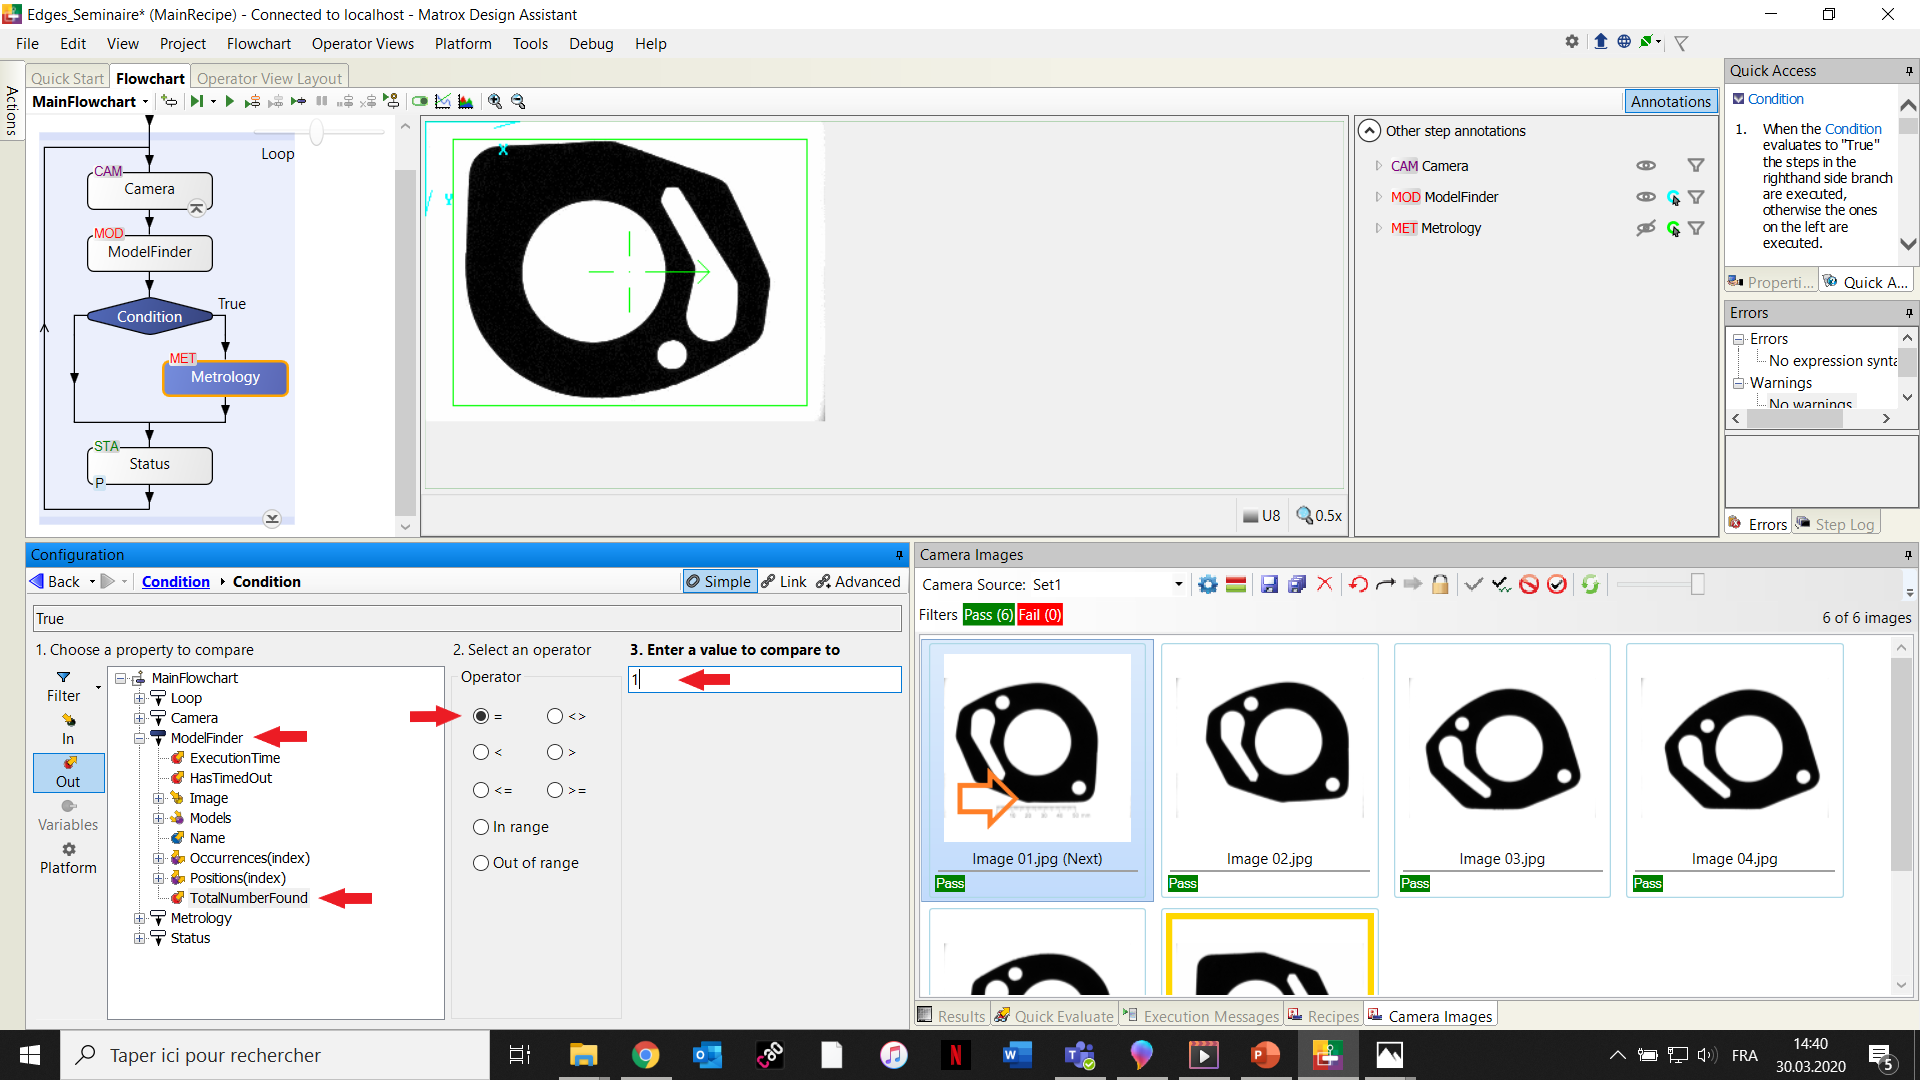 Edges_Seminaire* (MainRecipe) - Connected to localhost - Matrox Design Assistant
File Edit View Project Flowchart Operator Views Platform Tools Debug Help
Actions
Quick Start Flowchart Operator View Layout
MainFlowchart
Annotations
Loop
CAM
Camera
MOD
ModelFinder
Condition
True
MET
Metrology
STA
Status
P
X
Y
U8 0.5x
Other step annotations
CAM Camera
MOD ModelFinder
MET Metrology
Quick Access
Condition
1. When the Condition
evaluates to "True"
the steps in the
righthand side branch
are executed,
otherwise the ones
on the left are
executed.
Properti... Quick A...
Errors
Errors
No expression synta
Warnings
No warnings
Errors Step Log
Configuration
Back Condition Condition Simple Link Advanced
True
1. Choose a property to compare
Filter
In
Out
Variables
Platform
MainFlowchart
Loop
Camera
ModelFinder
ExecutionTime
HasTimedOut
Image
Models
Name
Occurrences(index)
Positions(index)
TotalNumberFound
Metrology
Status
2. Select an operator
Operator
= <>
< >
<= >=
In range
Out of range
3. Enter a value to compare to
1
Camera Images
Camera Source: Set1
Filters Pass (6) Fail (0) 6 of 6 images
Image 01.jpg (Next)
Pass
Image 02.jpg
Pass
Image 03.jpg
Pass
Image 04.jpg
Pass
Results Quick Evaluate Execution Messages Recipes Camera Images
Taper ici pour rechercher
FRA
14:40
30.03.2020
5